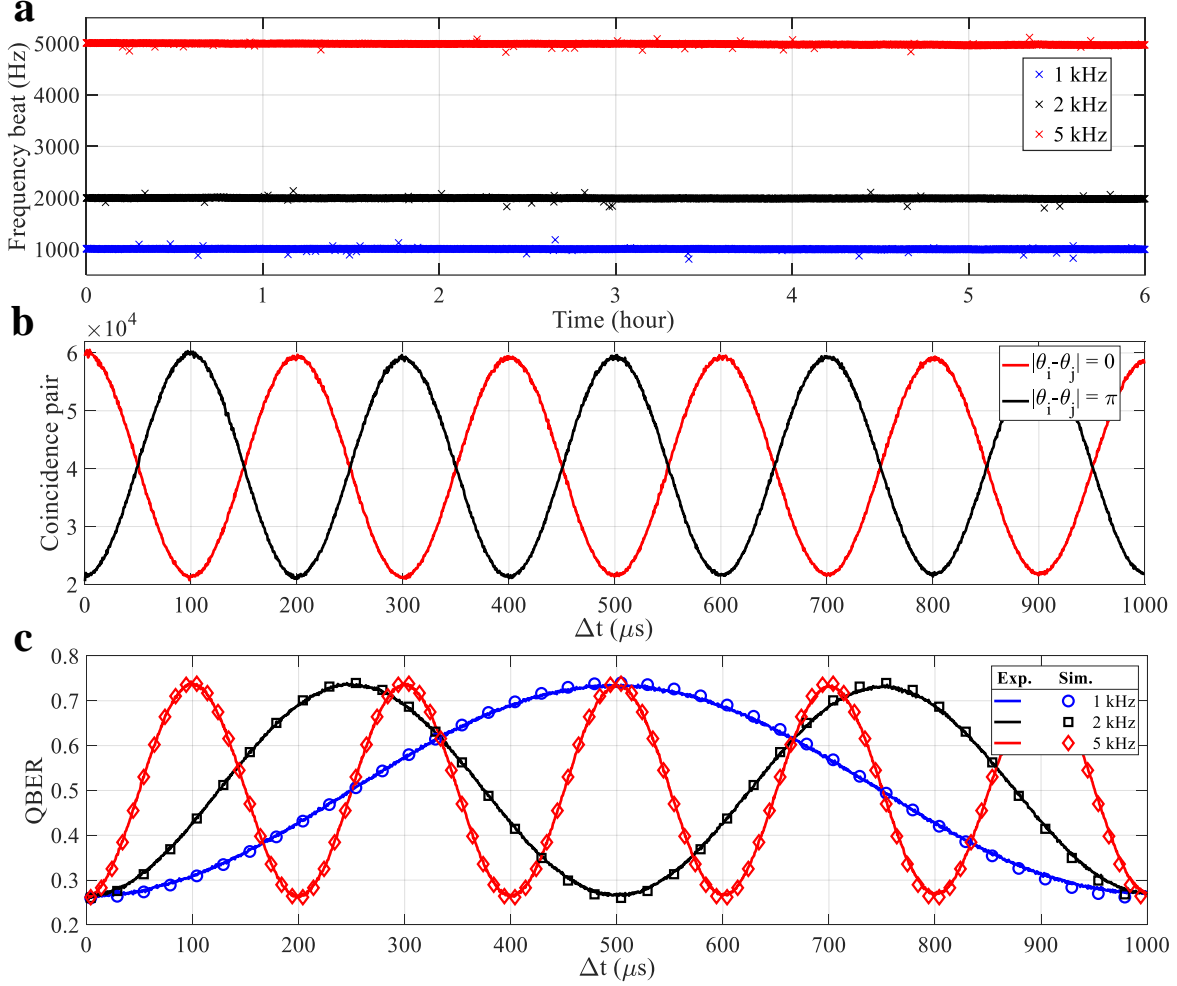 a
Frequency beat (Hz)
5000
4000
3000
2000
1000
1 kHz
2 kHz
5 kHz
0 1 2 3 4 5 6
Time (hour)
b
×10⁴
Coincidence pair
6
5
4
3
2
|θ_i-θ_j| = 0
|θ_i-θ_j| = π
0 100 200 300 400 500 600 700 800 900 1000
Δt (μs)
c
QBER
0.8
0.7
0.6
0.5
0.4
0.3
0.2
Exp. Sim.
1 kHz
2 kHz
5 kHz
0 100 200 300 400 500 600 700 800 900 1000
Δt (μs)